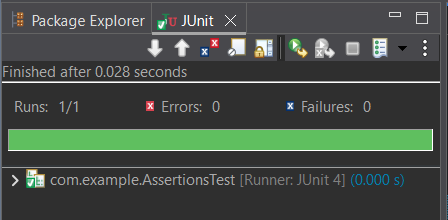 Package Explorer JUnit
Finished after 0.028 seconds
Runs: 1/1 Errors: 0 Failures: 0
com.example.AssertionsTest [Runner: JUnit 4] (0.000 s)